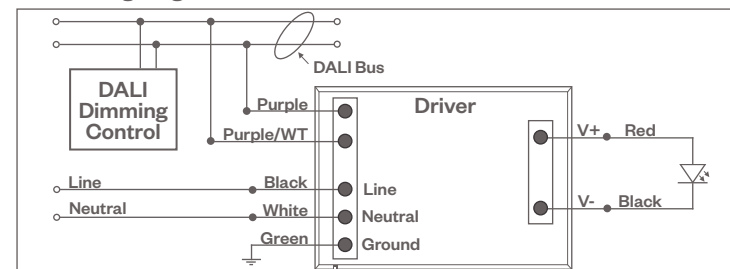 DALI Bus
DALI
Dimming
Control
Purple
Driver
Purple/WT
V+ Red
Line
Black
Line
Neutral
White
Neutral
V- Black
Green
Ground